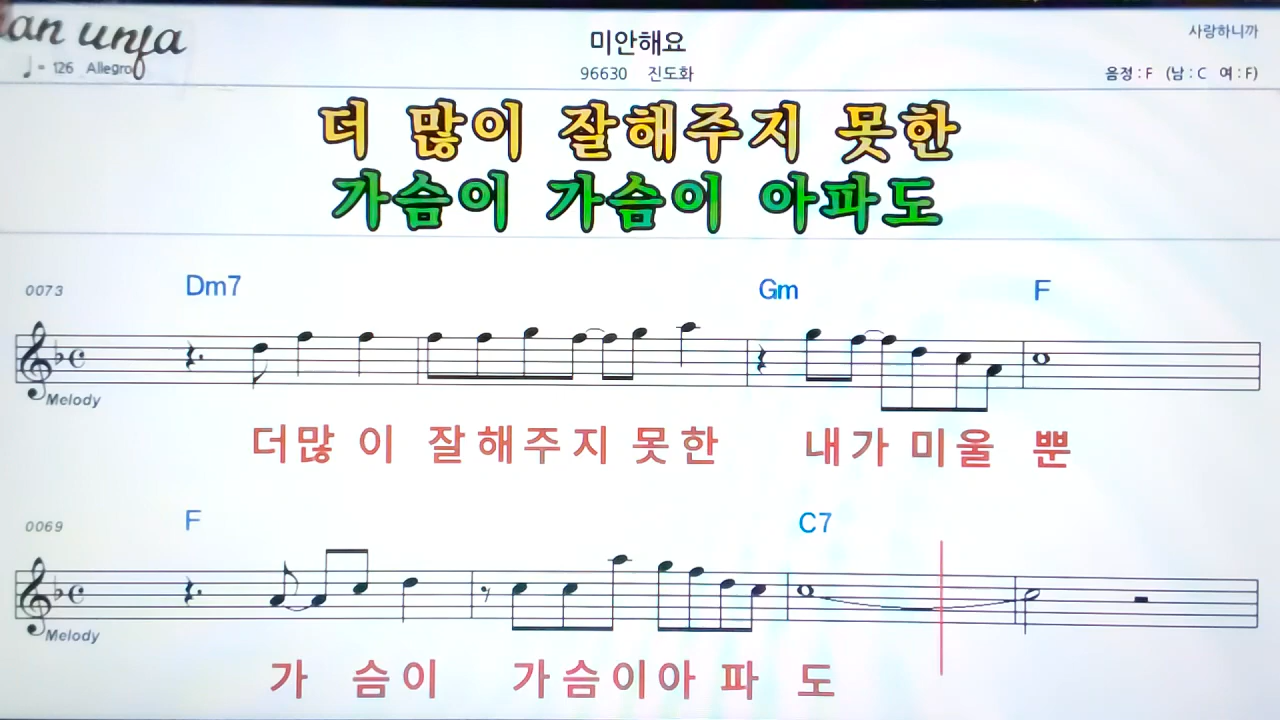 an unfa
♩= 126 Allegro
미안해요
96630 진도화
사랑하니까
음정 : F (남 : C 여 : F)
더 많이 잘해주지 못한
가슴이 가슴이 아파도
0073 Dm7 Gm F
Melody
더많 이 잘해주지 못한 내가 미울 뿐
0069 F C7
Melody
가 슴이 가슴이아 파 도